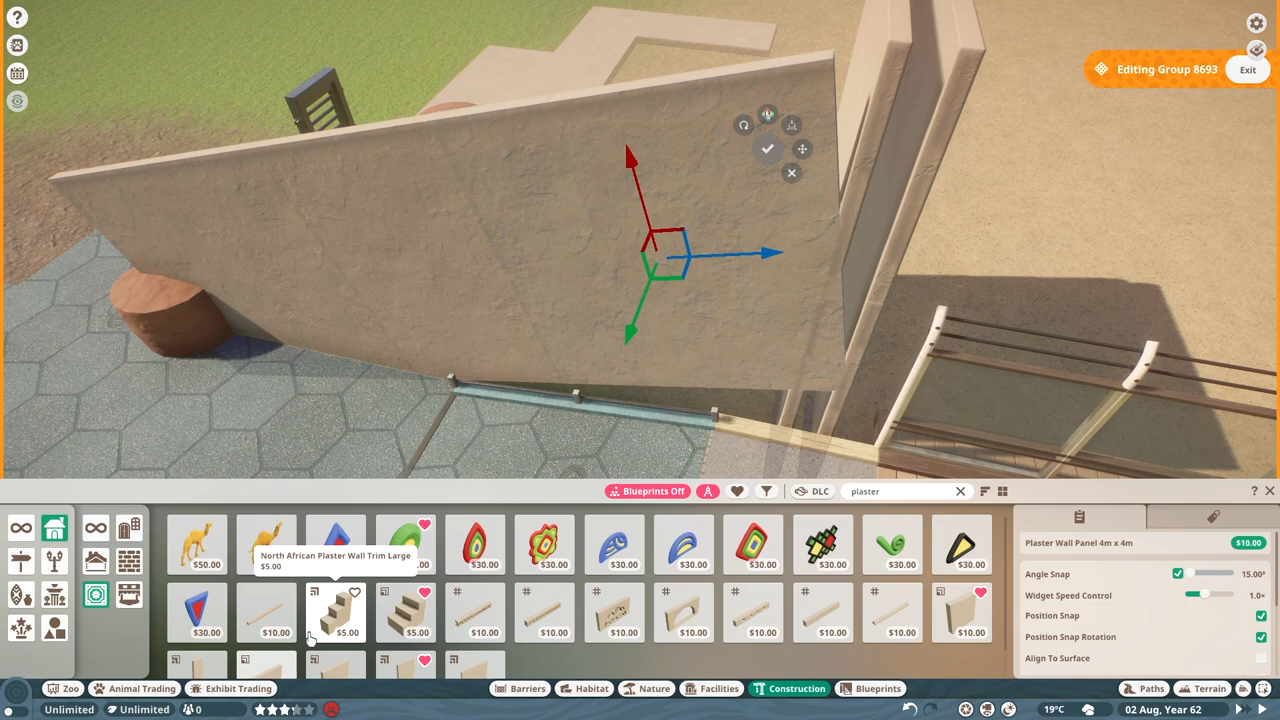 ?
Editing Group 8693
Exit
Blueprints Off
DLC
plaster
?
$50.00
$30.00
$30.00
$30.00
$30.00
$30.00
$30.00
$30.00
$30.00
$30.00
North African Plaster Wall Trim Large
$5.00
$30.00
$10.00
$5.00
$5.00
$10.00
$10.00
$10.00
$10.00
$10.00
$10.00
$10.00
$10.00
Plaster Wall Panel 4m x 4m
$10.00
Angle Snap
15.00°
Widget Speed Control
1.0×
Position Snap
Position Snap Rotation
Align To Surface
Zoo
Animal Trading
Exhibit Trading
Barriers
Habitat
Nature
Facilities
Construction
Blueprints
Paths
Terrain
Unlimited
Unlimited
0
19°C
02 Aug, Year 62